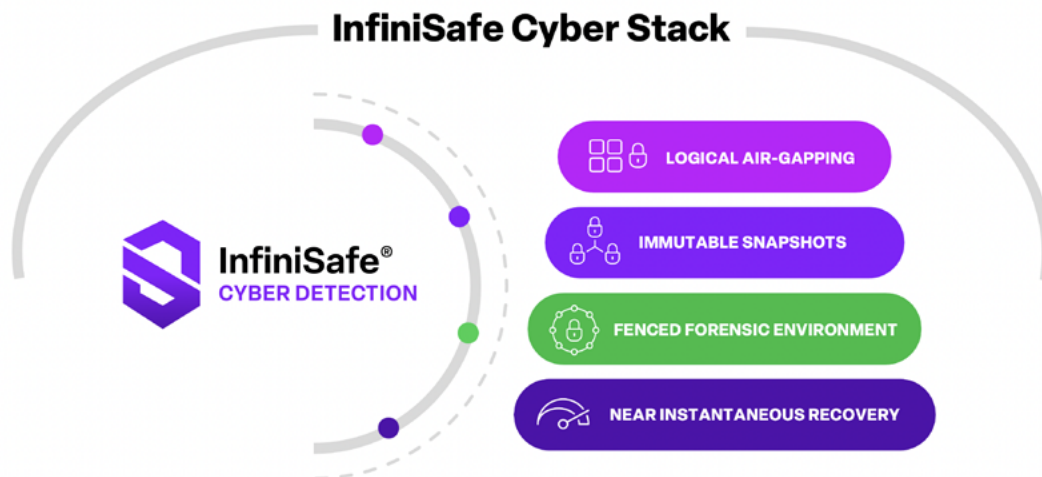 InfiniSafe Cyber Stack
InfiniSafe®
CYBER DETECTION
LOGICAL AIR-GAPPING
IMMUTABLE SNAPSHOTS
FENCED FORENSIC ENVIRONMENT
NEAR INSTANTANEOUS RECOVERY